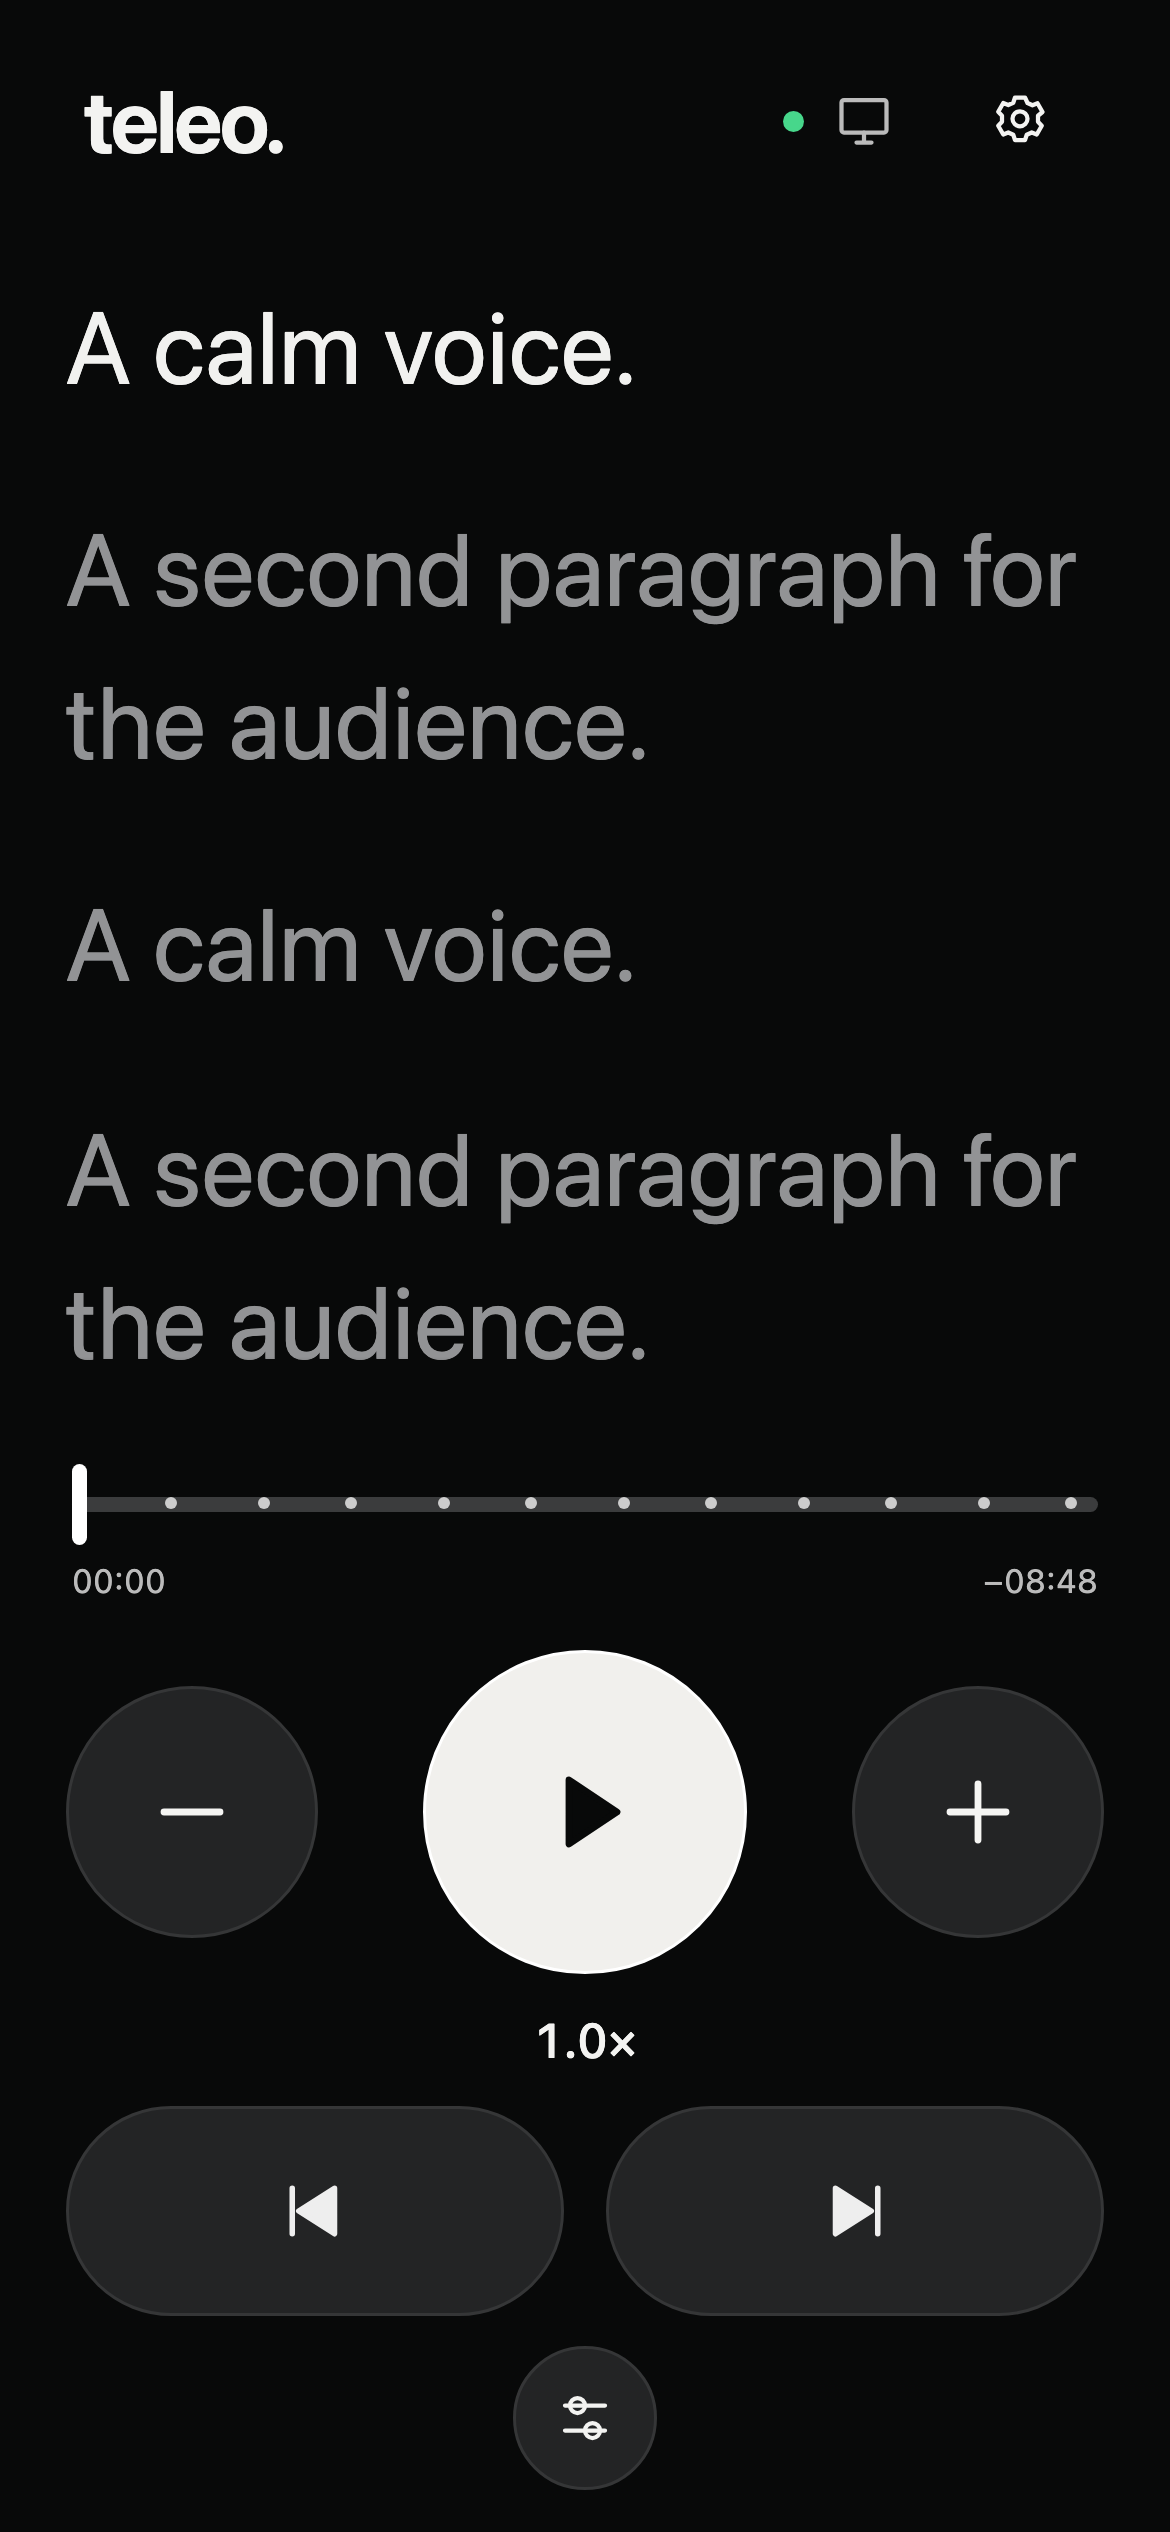 teleo.
A calm voice.
A second paragraph for
the audience.
A calm voice.
A second paragraph for
the audience.
00:00
–08:48
1.0×